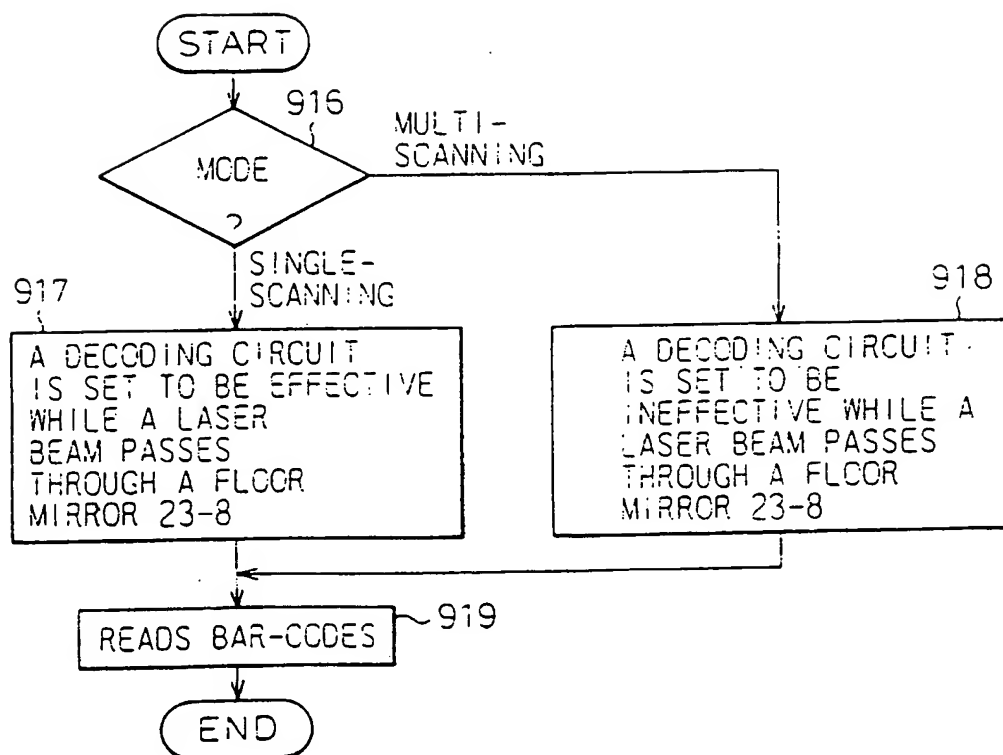 START
916
MODE
?
MULTI-
SCANNING
SINGLE-
SCANNING
917
A DECODING CIRCUIT
IS SET TO BE EFFECTIVE
WHILE A LASER
BEAM PASSES
THROUGH A FLOOR
MIRROR 23-8
918
A DECODING CIRCUIT
IS SET TO BE
INEFFECTIVE WHILE A
LASER BEAM PASSES
THROUGH A FLOOR
MIRROR 23-8
READS BAR-CODES
919
END